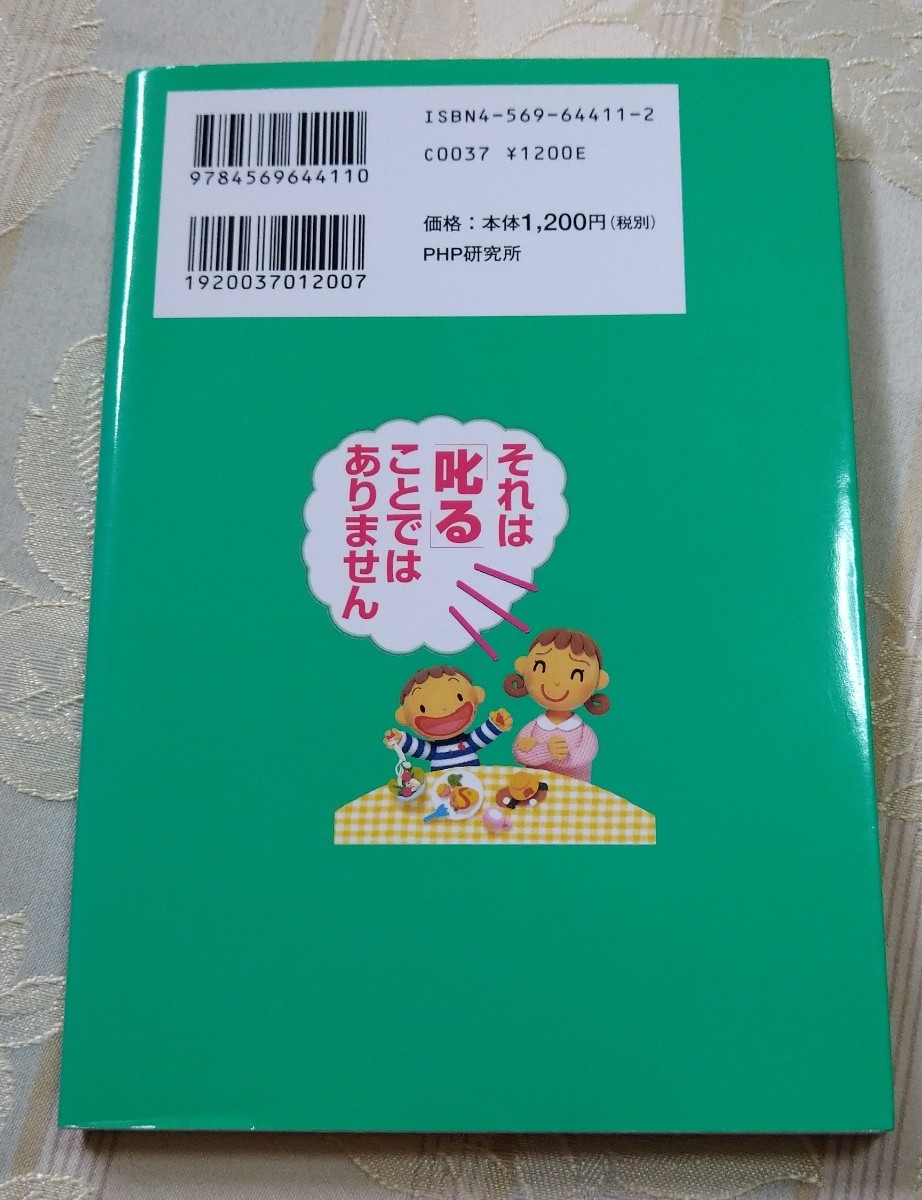 ISBN4-569-64411-2
9784569644110
C0037 ¥1200E
1920037012007
価格：本体1,200円（税別）
PHP研究所
それは
「叱る」
ことでは
ありません